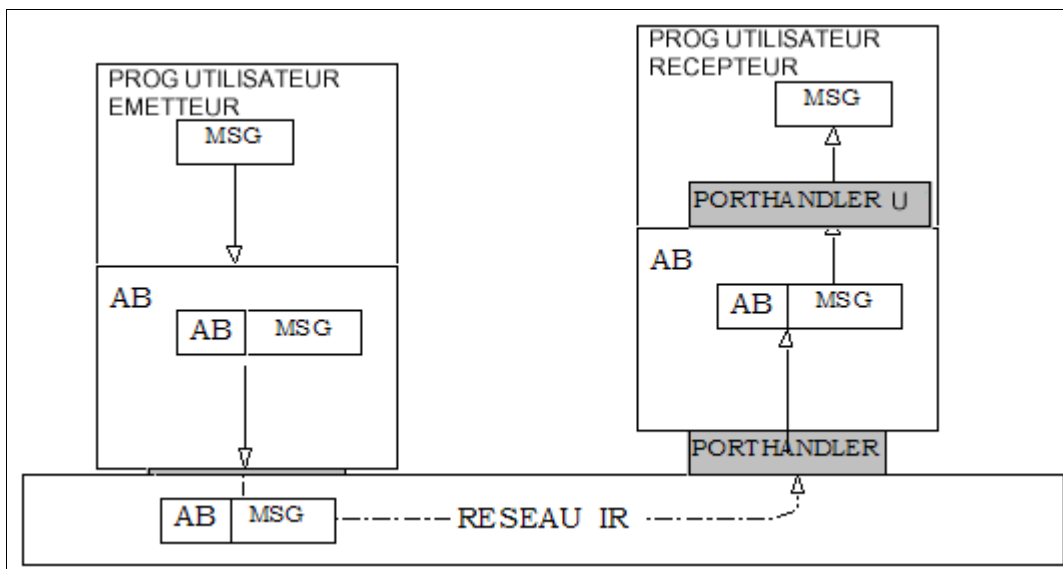 PROG UTILISATEUR
EMETTEUR
MSG
AB
AB MSG
PROG UTILISATEUR
RECEPTEUR
MSG
PORTHANDLER U
AB
AB MSG
PORTHANDLER
AB MSG
RESEAU IR